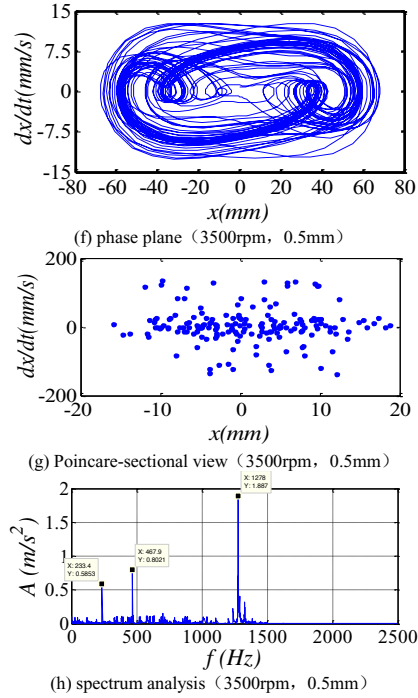 15
7.5
0
-7.5
-15
dx/dt(mm/s)
-80 -60 -40 -20 0 20 40 60 80
x(mm)
(f) phase plane（3500rpm，0.5mm）
200
0
-200
dx/dt(mm/s)
-20 -10 0 10 20
x(mm)
(g) Poincare-sectional view（3500rpm，0.5mm）
2
1.5
1
0.5
0
A (m/s²)
X: 1278
Y: 1.887
X: 467.9
Y: 0.8021
X: 233.4
Y: 0.5853
0 500 1000 1500 2000 2500
f (Hz)
(h) spectrum analysis（3500rpm，0.5mm）